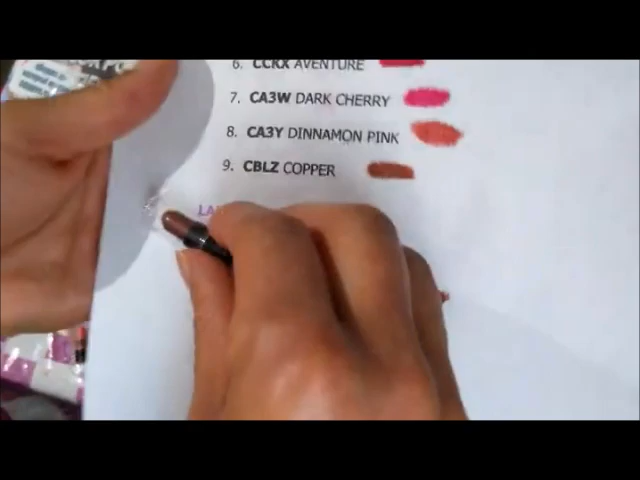 6. CCKX AVENTURE
7. CA3W DARK CHERRY
8. CA3Y DINNAMON PINK
9. CBLZ COPPER